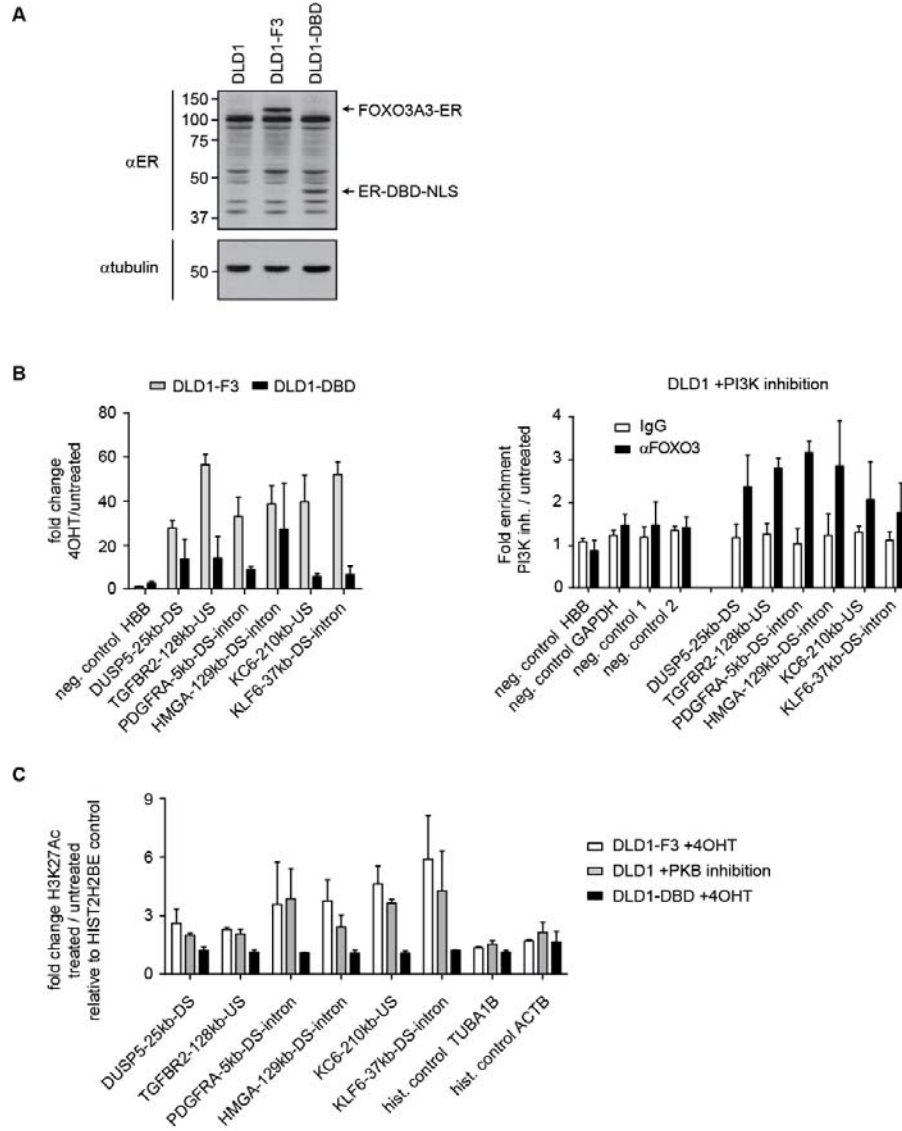 A
DLD1
DLD1-F3
DLD1-DBD
150
100
75
50
37
αER
FOXO3A3-ER
ER-DBD-NLS
αtubulin
50
B
DLD1-F3
DLD1-DBD
fold change
4OHT/untreated
80
60
40
20
0
neg. control HBB
DUSP5-25kb-DS
TGFBR2-128kb-US
PDGFRA-5kb-DS-intron
HMGA-129kb-DS-intron
KC6-210kb-US
KLF6-37kb-DS-intron
DLD1 +PI3K inhibition
IgG
αFOXO3
Fold enrichment
PI3K inh. / untreated
4
3
2
1
0
neg. control HBB
neg. control GAPDH
neg. control 1
neg. control 2
DUSP5-25kb-DS
TGFBR2-128kb-US
PDGFRA-5kb-DS-intron
HMGA-129kb-DS-intron
KC6-210kb-US
KLF6-37kb-DS-intron
C
fold change H3K27Ac
treated / untreated
relative to HIST2H2BE control
9
6
3
0
DUSP5-25kb-DS
TGFBR2-128kb-US
PDGFRA-5kb-DS-intron
HMGA-129kb-DS-intron
KC6-210kb-US
KLF6-37kb-DS-intron
hist. control TUBA1B
hist. control ACTB
DLD1-F3 +4OHT
DLD1 +PKB inhibition
DLD1-DBD +4OHT